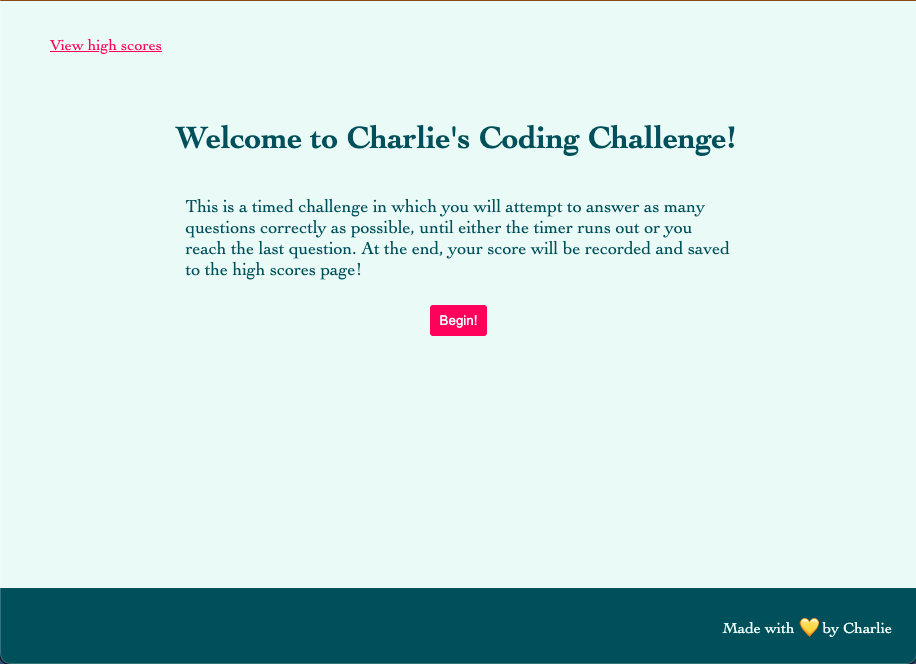 View high scores
Welcome to Charlie's Coding Challenge!
This is a timed challenge in which you will attempt to answer as many
questions correctly as possible, until either the timer runs out or you
reach the last question. At the end, your score will be recorded and saved
to the high scores page!
Begin!
Made with 💛 by Charlie